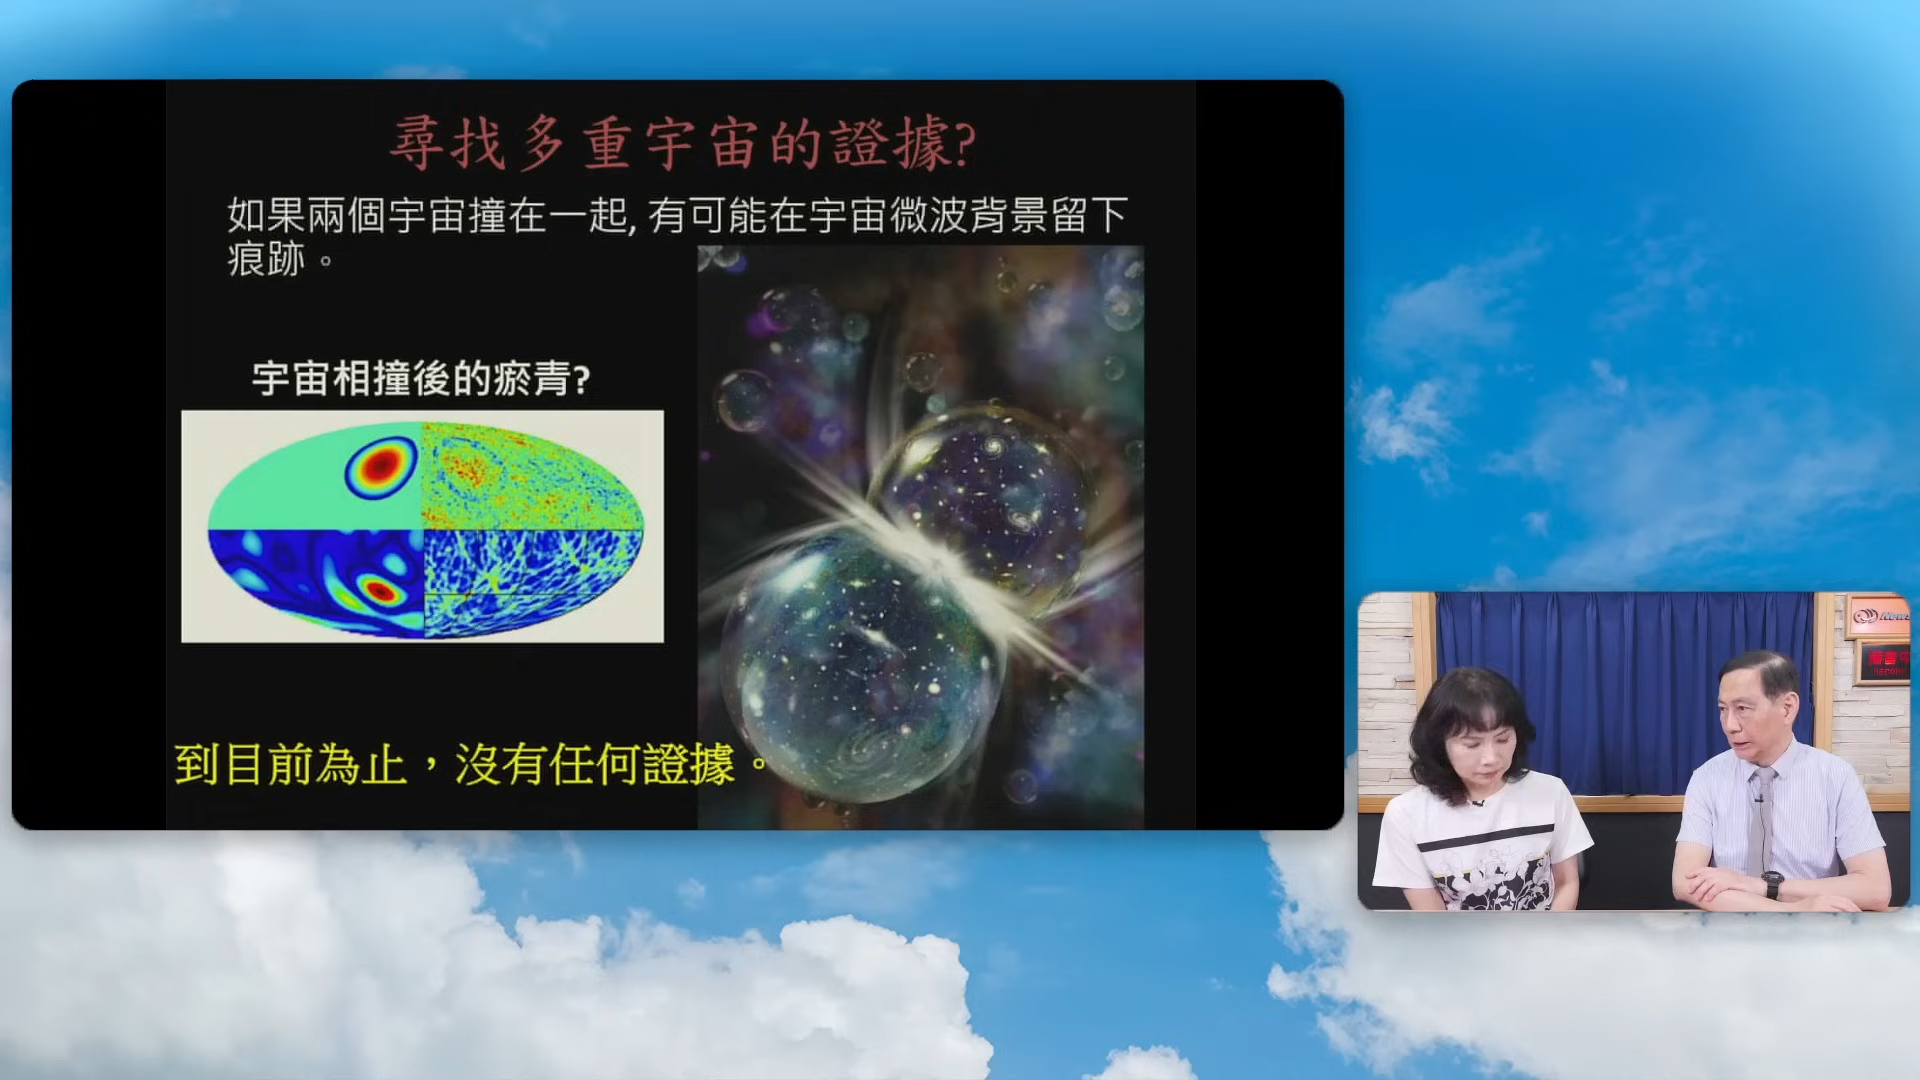 尋找多重宇宙的證據?
如果兩個宇宙撞在一起, 有可能在宇宙微波背景留下
痕跡。
宇宙相撞後的瘀青?
到目前為止，沒有任何證據。
News